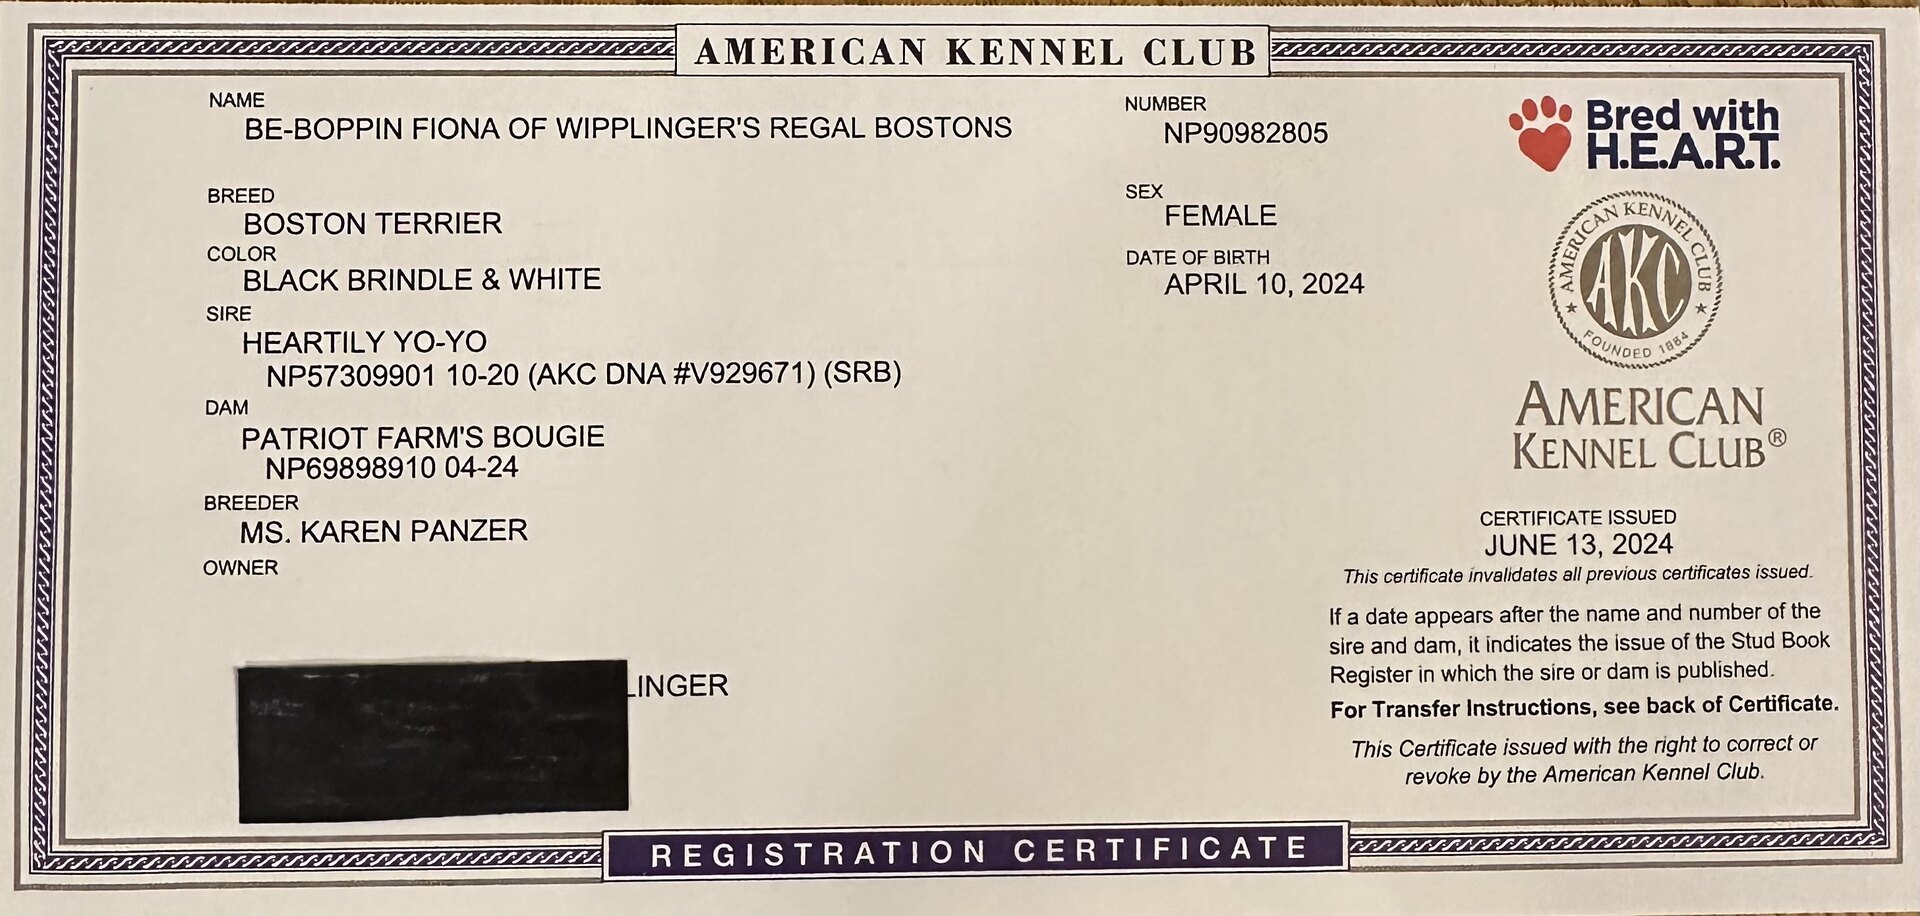 AMERICAN KENNEL CLUB
NAME
BE-BOPPIN FIONA OF WIPPLINGER'S REGAL BOSTONS
NUMBER
NP90982805
BREED
BOSTON TERRIER
SEX
FEMALE
COLOR
BLACK BRINDLE & WHITE
DATE OF BIRTH
APRIL 10, 2024
SIRE
HEARTILY YO-YO
NP57309901 10-20 (AKC DNA #V929671) (SRB)
DAM
PATRIOT FARM'S BOUGIE
NP69898910 04-24
BREEDER
MS. KAREN PANZER
OWNER
LINGER
Bred with
H.E.A.R.T.
AMERICAN KENNEL CLUB
AKC
FOUNDED 1884
AMERICAN
KENNEL CLUB®
CERTIFICATE ISSUED
JUNE 13, 2024
This certificate invalidates all previous certificates issued.
If a date appears after the name and number of the
sire and dam, it indicates the issue of the Stud Book
Register in which the sire or dam is published.
For Transfer Instructions, see back of Certificate.
This Certificate issued with the right to correct or
revoke by the American Kennel Club.
REGISTRATION CERTIFICATE